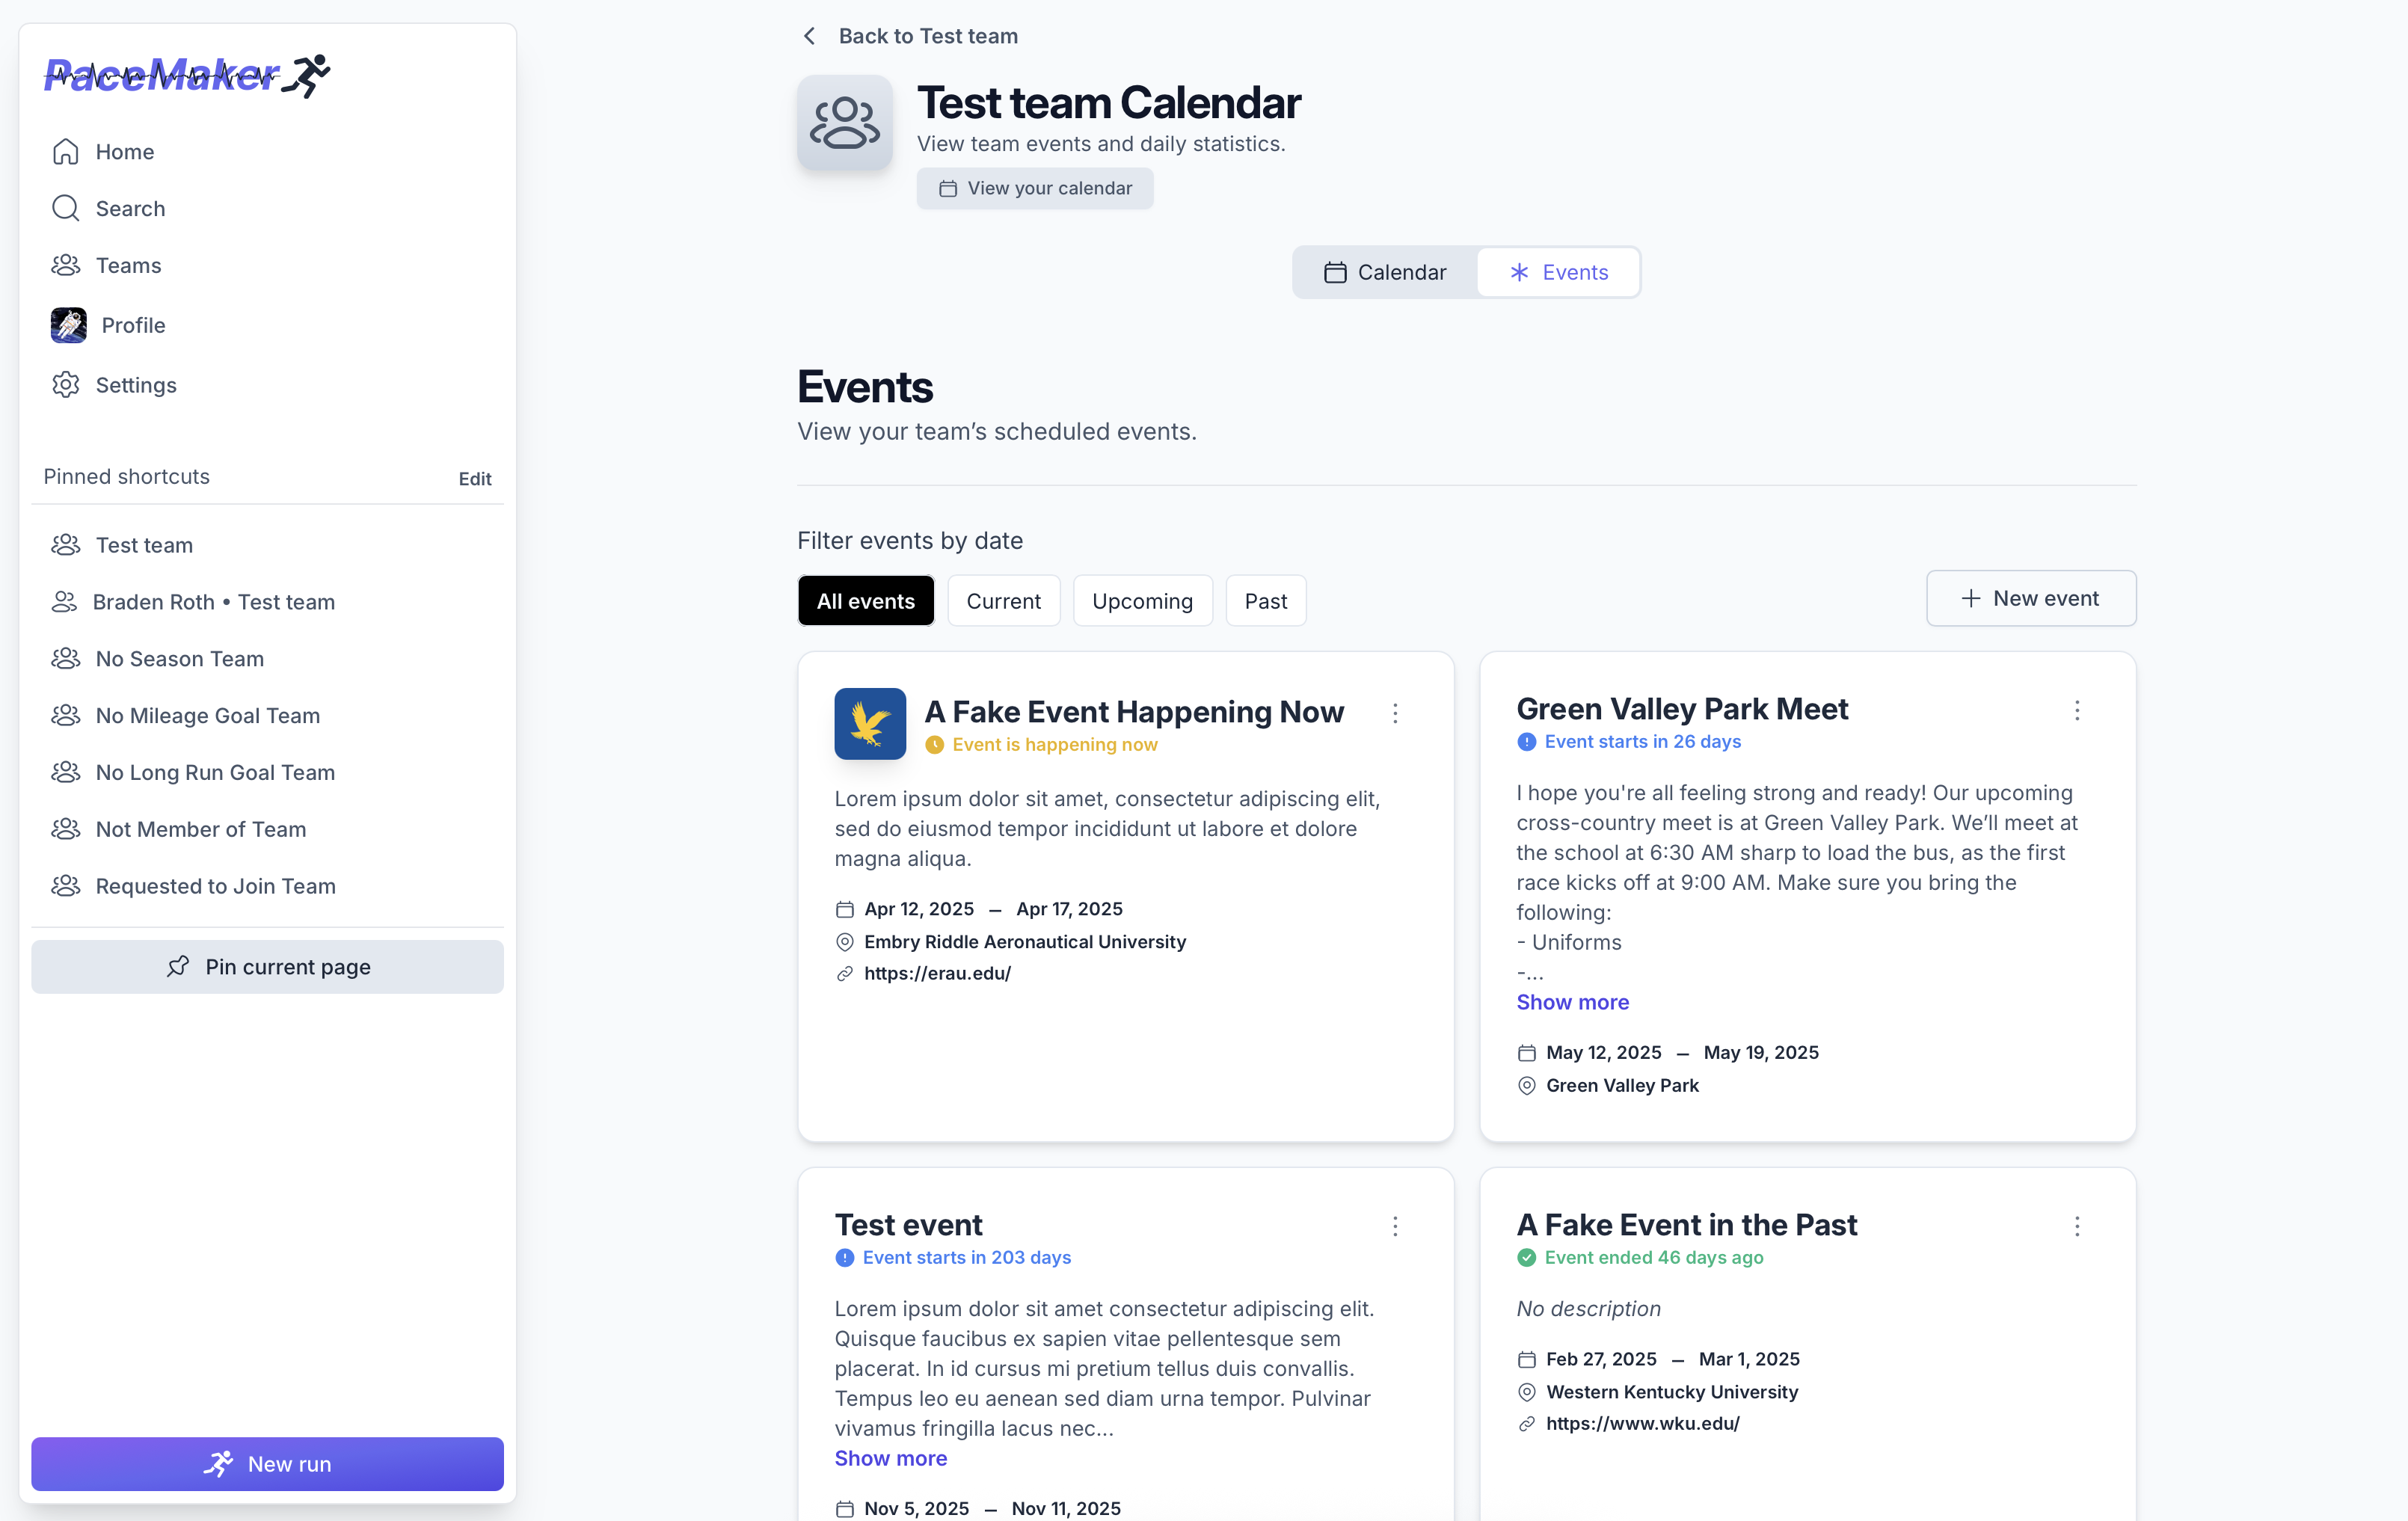 PaceMaker
Home
Search
Teams
Profile
Settings
Pinned shortcuts
Edit
Test team
Braden Roth • Test team
No Season Team
No Mileage Goal Team
No Long Run Goal Team
Not Member of Team
Requested to Join Team
Pin current page
New run
Back to Test team
Test team Calendar
View team events and daily statistics.
View your calendar
Calendar
Events
Events
View your team’s scheduled events.
Filter events by date
All events
Current
Upcoming
Past
New event
A Fake Event Happening Now
Event is happening now
Lorem ipsum dolor sit amet, consectetur adipiscing elit,
sed do eiusmod tempor incididunt ut labore et dolore
magna aliqua.
Apr 12, 2025 – Apr 17, 2025
Embry Riddle Aeronautical University
https://erau.edu/
Green Valley Park Meet
Event starts in 26 days
I hope you're all feeling strong and ready! Our upcoming
cross-country meet is at Green Valley Park. We’ll meet at
the school at 6:30 AM sharp to load the bus, as the first
race kicks off at 9:00 AM. Make sure you bring the
following:
- Uniforms
-...
Show more
May 12, 2025 – May 19, 2025
Green Valley Park
Test event
Event starts in 203 days
Lorem ipsum dolor sit amet consectetur adipiscing elit.
Quisque faucibus ex sapien vitae pellentesque sem
placerat. In id cursus mi pretium tellus duis convallis.
Tempus leo eu aenean sed diam urna tempor. Pulvinar
vivamus fringilla lacus nec...
Show more
Nov 5, 2025 – Nov 11, 2025
A Fake Event in the Past
Event ended 46 days ago
No description
Feb 27, 2025 – Mar 1, 2025
Western Kentucky University
https://www.wku.edu/